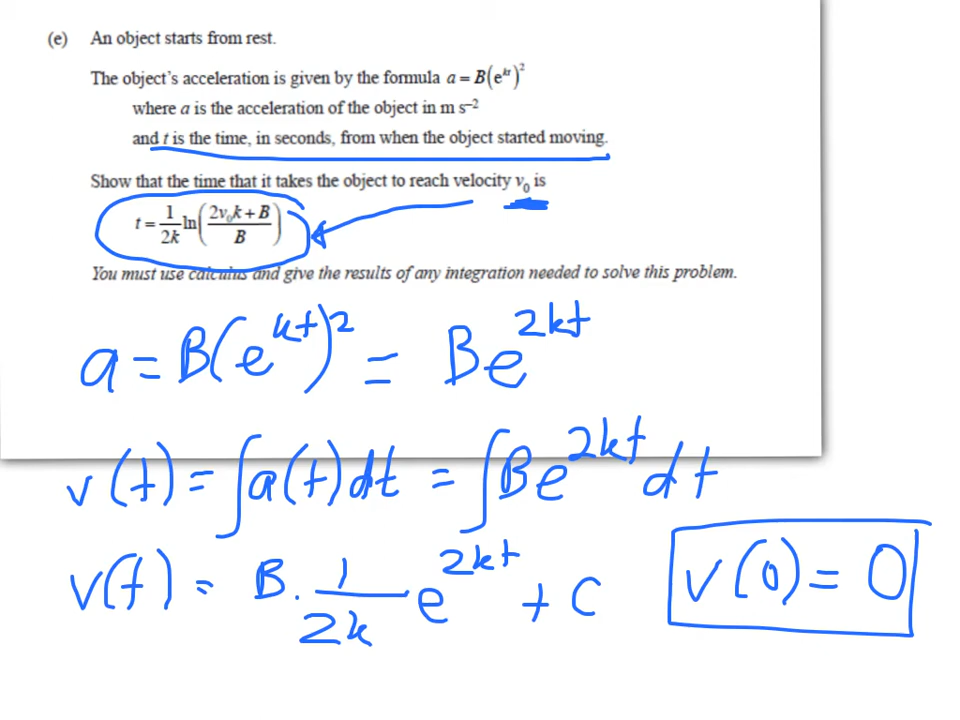 (e) An object starts from rest.
The object's acceleration is given by the formula a = B(e^{kt})^2
where a is the acceleration of the object in m s^{-2}
and t is the time, in seconds, from when the object started moving.
Show that the time that it takes the object to reach velocity v_0 is
t = \frac{1}{2k} ln(\frac{2v_0k + B}{B})
You must use calculus and give the results of any integration needed to solve this problem.
a = B(e^{kt})^2 = Be^{2kt}
v(t) = ∫a(t)dt = ∫Be^{2kt}dt
v(t) = B. \frac{1}{2k} e^{2kt} + C v(0) = 0